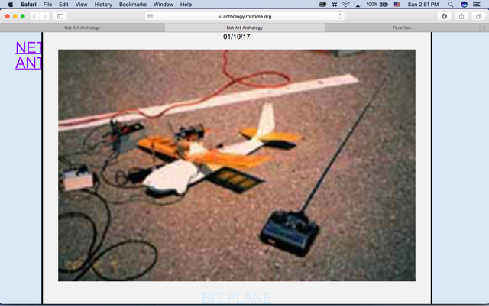 Safari File Edit View History Bookmarks Window Help
100%
Sun 2:51 PM
anthology.rhizome.org
Net Art Anthology
Net Art Anthology
Favorites
NET
ANT
01/19/17
BIT PLANE